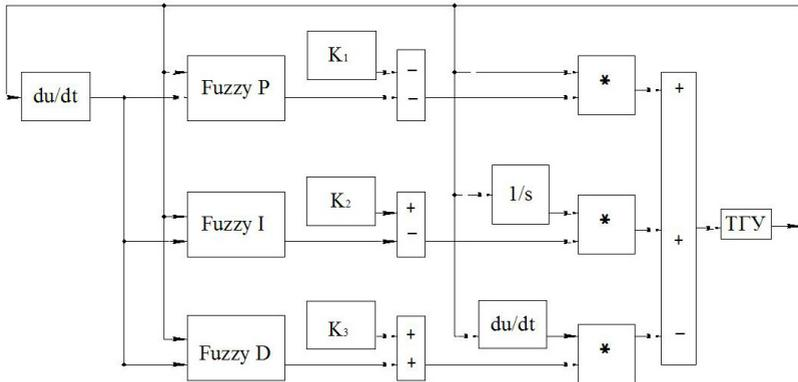 du/dt
Fuzzy P
K₁
−
−
*
+
Fuzzy I
K₂
+
−
1/s
*
+
ТГУ
Fuzzy D
K₃
+
+
du/dt
*
−